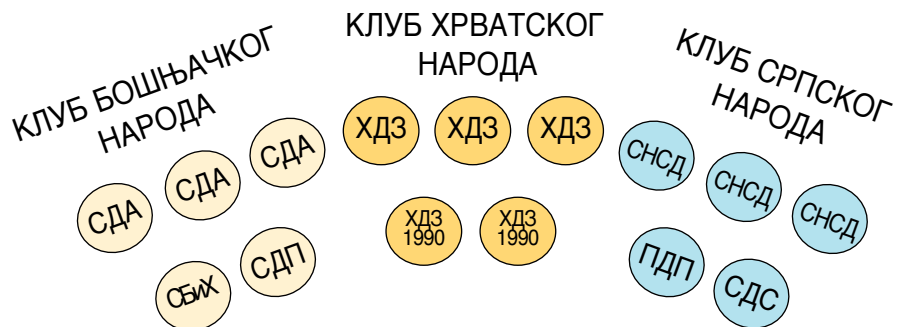 КЛУБ БОШЊАЧКОГ
НАРОДА
СДА
СДА
СДА
СБиХ
СДП
КЛУБ ХРВАТСКОГ
НАРОДА
ХДЗ
ХДЗ
ХДЗ
ХДЗ
1990
ХДЗ
1990
КЛУБ СРПСКОГ
НАРОДА
СНСД
СНСД
СНСД
ПДП
СДС